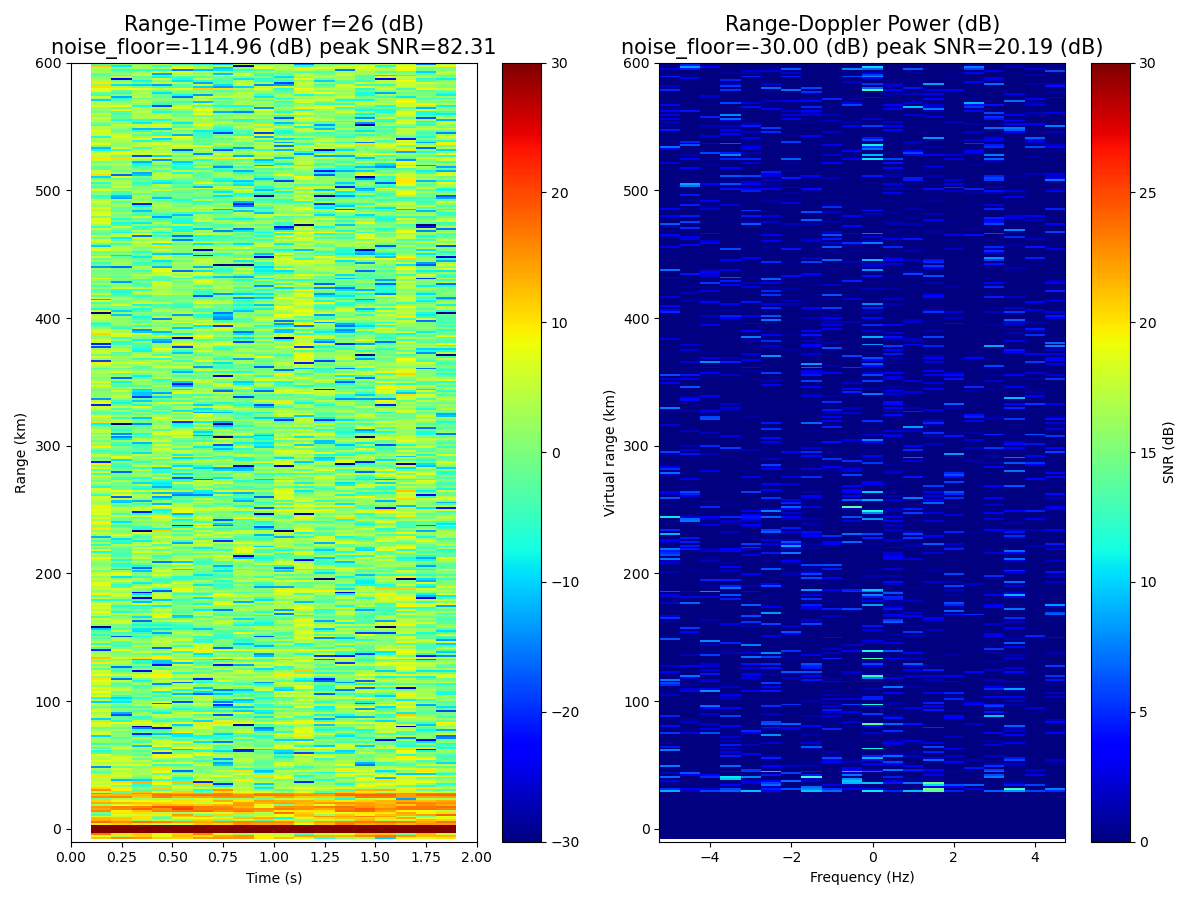 Range-Time Power f=26 (dB)
noise_floor=-114.96 (dB) peak SNR=82.31
Range-Doppler Power (dB)
noise_floor=-30.00 (dB) peak SNR=20.19 (dB)
600
500
400
300
200
100
0
Range (km)
0.00 0.25 0.50 0.75 1.00 1.25 1.50 1.75 2.00
Time (s)
30
20
10
0
−10
−20
−30
600
500
400
300
200
100
0
Virtual range (km)
−4 −2 0 2 4
Frequency (Hz)
30
25
20
15
10
5
0
SNR (dB)